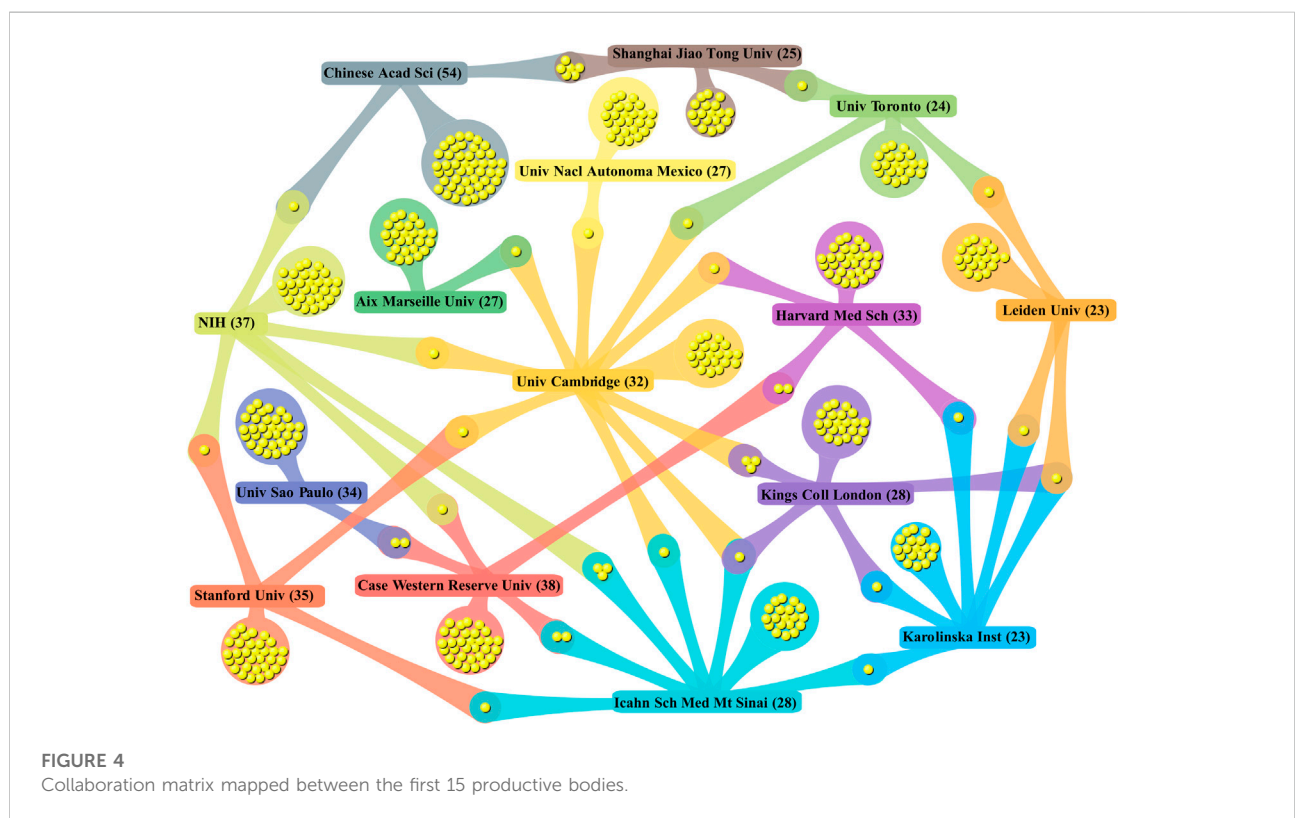 Shanghai Jiao Tong Univ (25)
Chinese Acad Sci (54)
Univ Toronto (24)
Univ Nacl Autonoma Mexico (27)
Aix Marseille Univ (27)
Leiden Univ (23)
Harvard Med Sch (33)
NIH (37)
Univ Cambridge (32)
Univ Sao Paulo (34)
Kings Coll London (28)
Case Western Reserve Univ (38)
Stanford Univ (35)
Karolinska Inst (23)
Icahn Sch Med Mt Sinai (28)
FIGURE 4
Collaboration matrix mapped between the first 15 productive bodies.